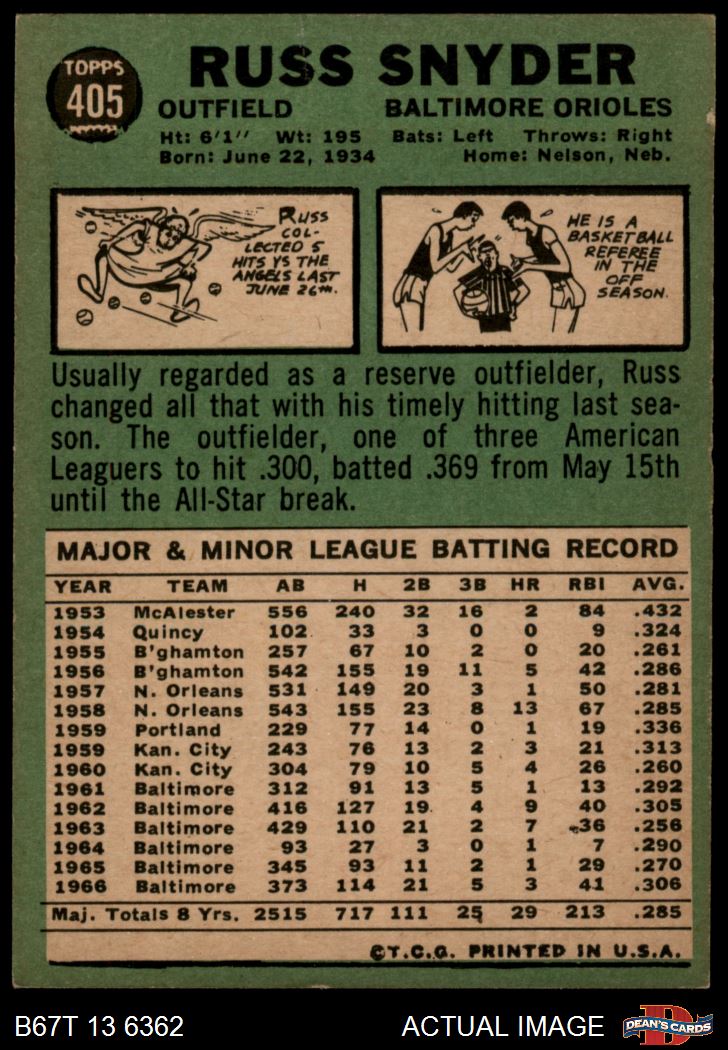 TOPPS
405
RUSS SNYDER
OUTFIELD BALTIMORE ORIOLES
Ht: 6'1" Wt: 195 Bats: Left Throws: Right
Born: June 22, 1934 Home: Nelson, Neb.
RUSS
COL-
LECTED 5
HITS VS THE
ANGELS LAST
JUNE 26TH.
HE IS A
BASKETBALL
REFEREE
IN THE
OFF
SEASON.
Usually regarded as a reserve outfielder, Russ
changed all that with his timely hitting last sea-
son. The outfielder, one of three American
Leaguers to hit .300, batted .369 from May 15th
until the All-Star break.
MAJOR & MINOR LEAGUE BATTING RECORD
YEAR TEAM AB H 2B 3B HR RBI AVG.
1953 McAlester 556 240 32 16 2 84 .432
1954 Quincy 102 33 3 0 0 9 .324
1955 B'ghamton 257 67 10 2 0 20 .261
1956 B'ghamton 542 155 19 11 5 42 .286
1957 N. Orleans 531 149 20 3 1 50 .281
1958 N. Orleans 543 155 23 8 13 67 .285
1959 Portland 229 77 14 0 1 19 .336
1959 Kan. City 243 76 13 2 3 21 .313
1960 Kan. City 304 79 10 5 4 26 .260
1961 Baltimore 312 91 13 5 1 13 .292
1962 Baltimore 416 127 19 4 9 40 .305
1963 Baltimore 429 110 21 2 7 36 .256
1964 Baltimore 93 27 3 0 1 7 .290
1965 Baltimore 345 93 11 2 1 29 .270
1966 Baltimore 373 114 21 5 3 41 .306
Maj. Totals 8 Yrs. 2515 717 111 25 29 213 .285
©T.C.G. PRINTED IN U.S.A.
B67T 13 6362 ACTUAL IMAGE
D
DEAN'S CARDS